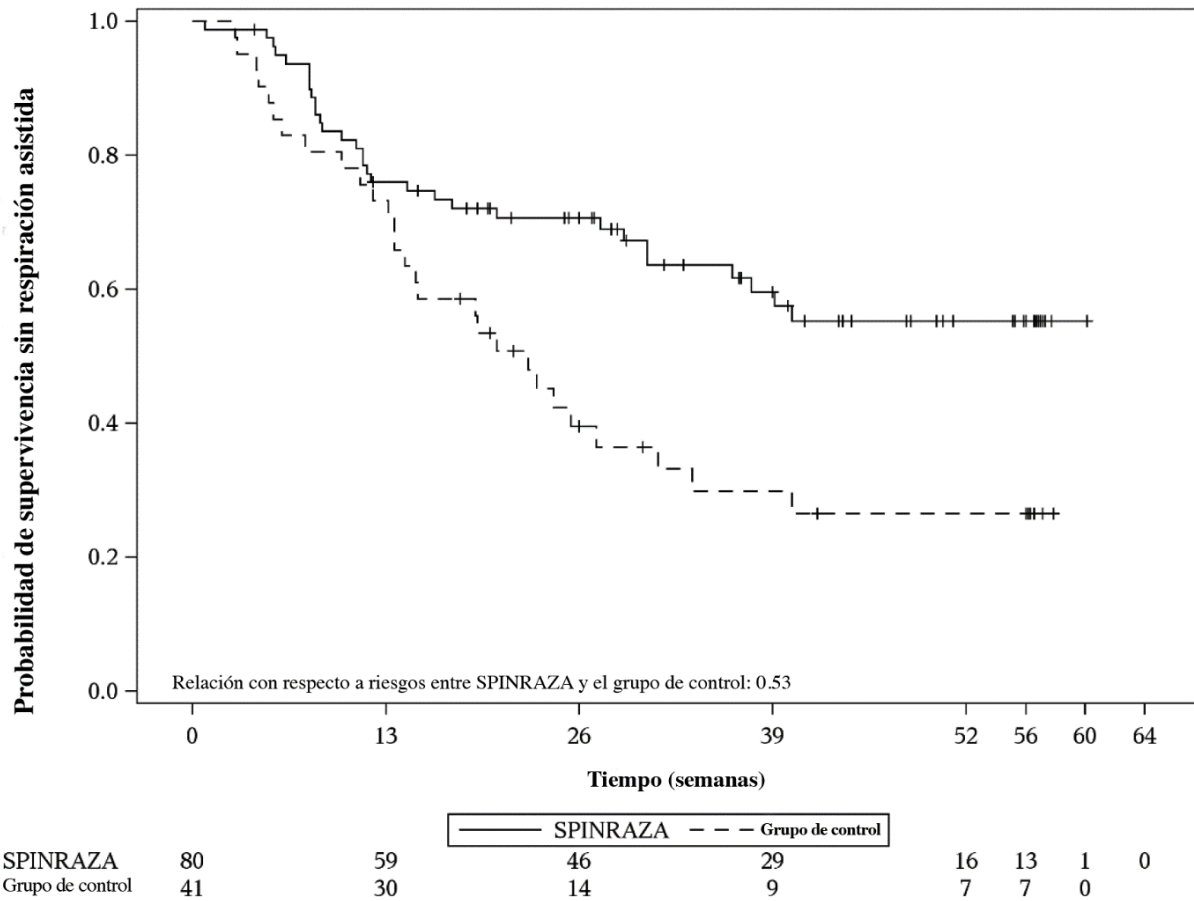 Probabilidad de supervivencia sin respiración asistida
1.0
0.8
0.6
0.4
0.2
0.0
Relación con respecto a riesgos entre SPINRAZA y el grupo de control: 0.53
0 13 26 39 52 56 60 64
Tiempo (semanas)
SPINRAZA Grupo de control
SPINRAZA 80 59 46 29 16 13 1 0
Grupo de control 41 30 14 9 7 7 0